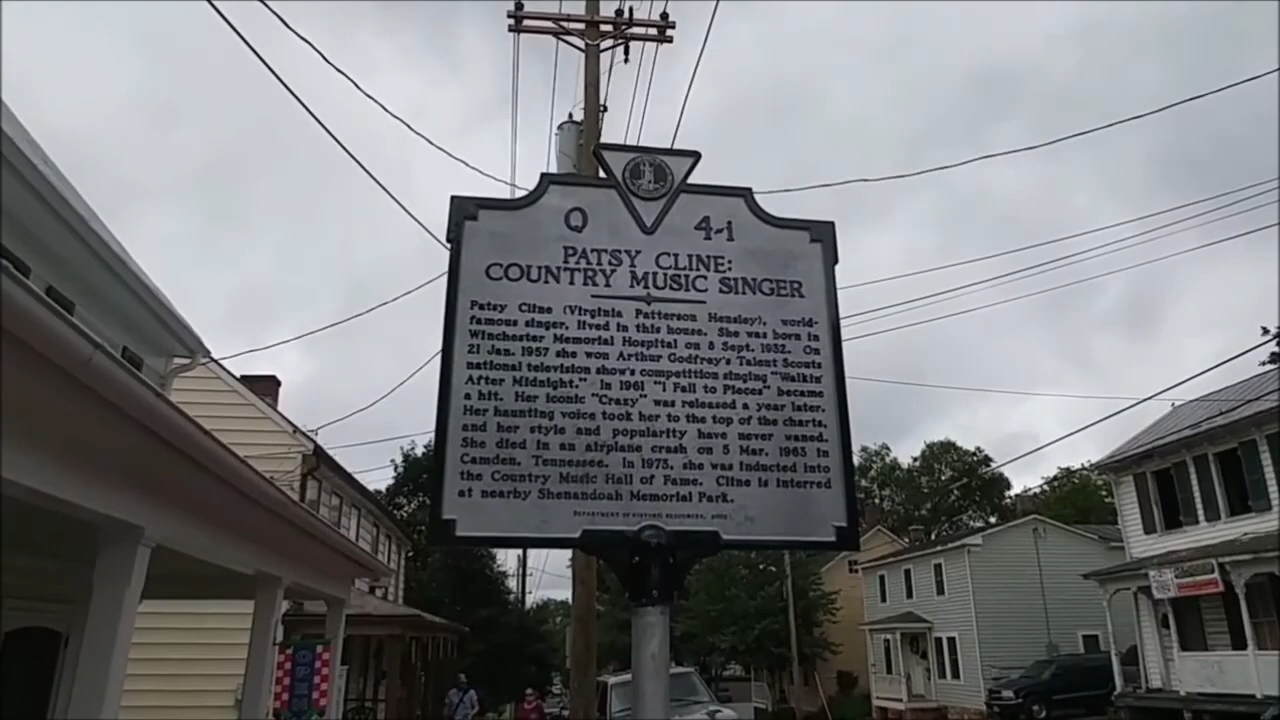 Q 4-i
PATSY CLINE:
COUNTRY MUSIC SINGER
Patsy Cline (Virginia Patterson Hensley), world-
famous singer, lived in this house. She was born in
Winchester Memorial Hospital on 8 Sept. 1932. On
21 Jan. 1957 she won Arthur Godfrey's Talent Scouts
national television show's competition singing "Walkin'
After Midnight." In 1961 "I Fall to Pieces" became
a hit. Her iconic "Crazy" was released a year later.
Her haunting voice took her to the top of the charts,
and her style and popularity have never waned.
She died in an airplane crash on 5 Mar. 1963 in
Camden, Tennessee. In 1973, she was inducted into
the Country Music Hall of Fame. Cline is interred
at nearby Shenandoah Memorial Park.
DEPARTMENT OF HISTORIC RESOURCES,
OPEN